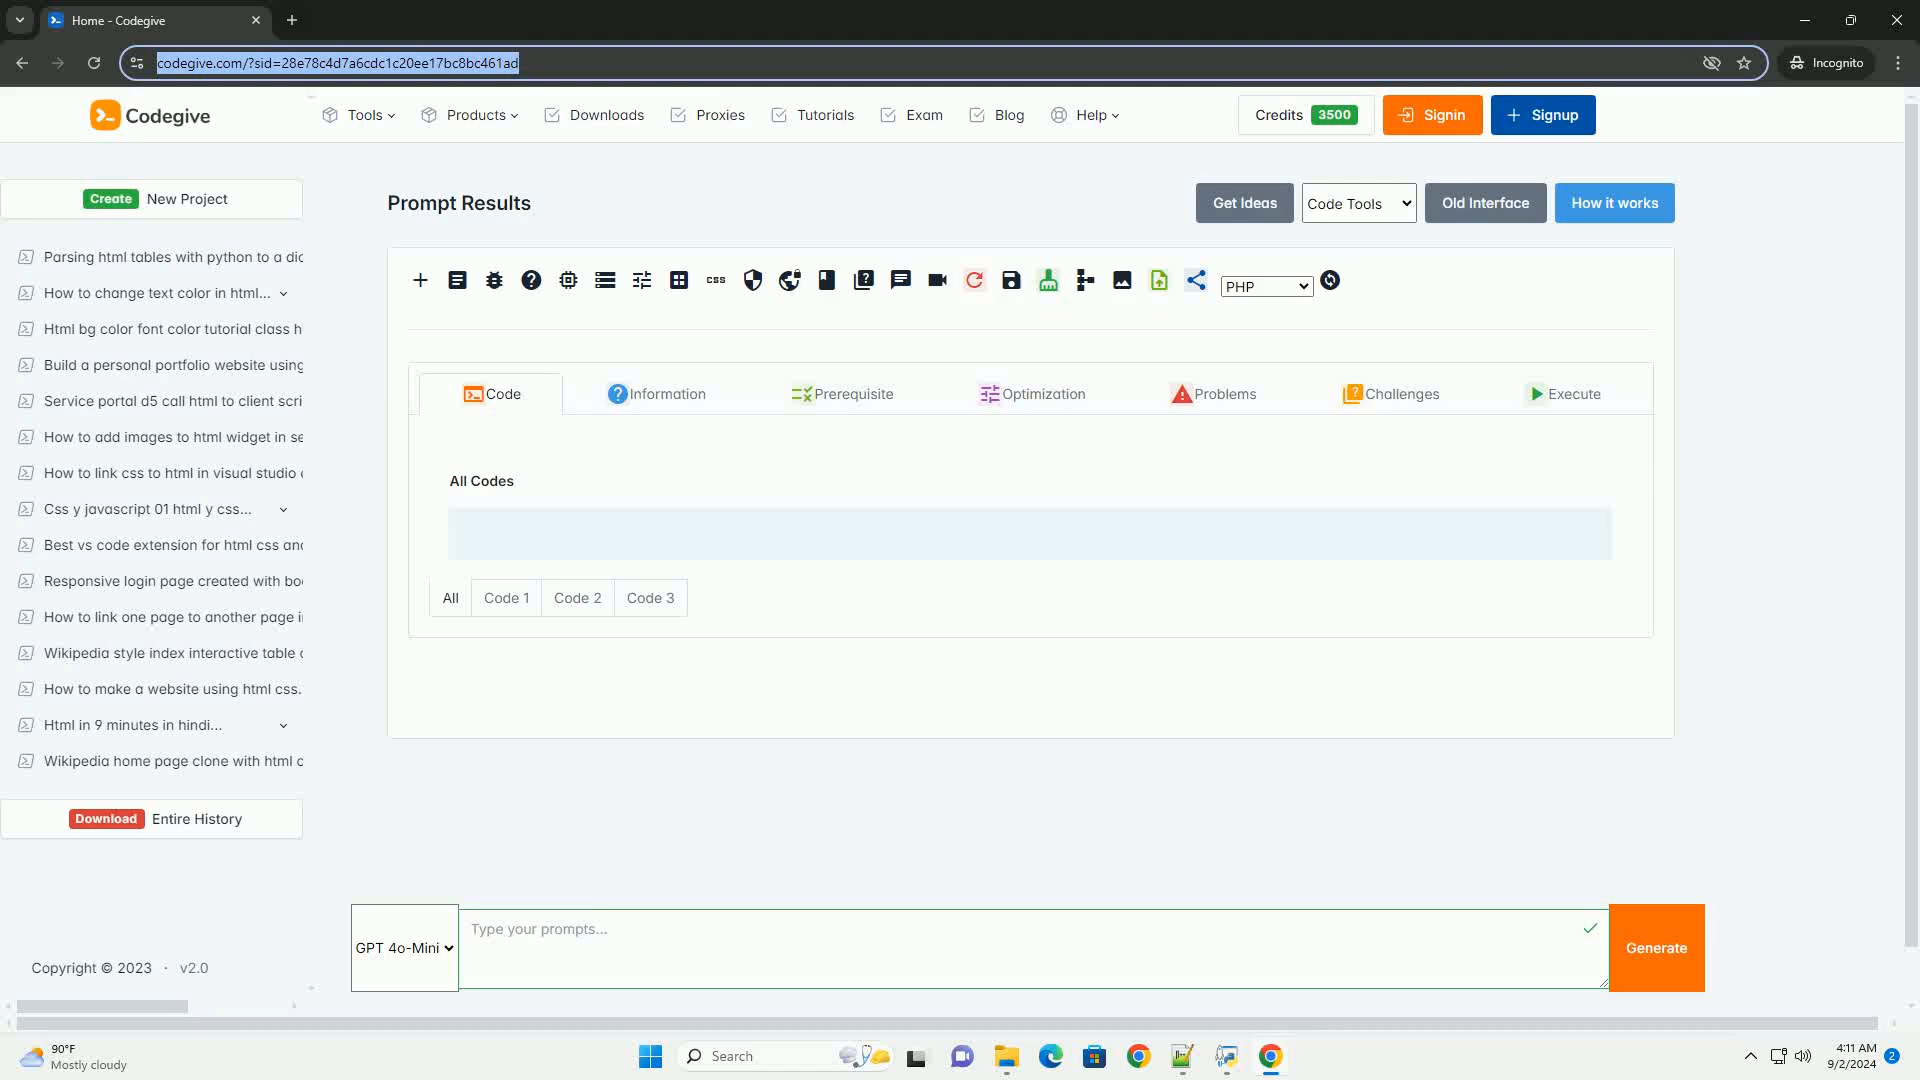 Home - Codegive
codegive.com/?sid=28e78c4d7a6cdc1c20ee17bc8bc461ad
Incognito
Codegive
Tools
Products
Downloads
Proxies
Tutorials
Exam
Blog
Help
Credits 3500
Signin
Signup
Create New Project
Parsing html tables with python to a dic
How to change text color in html...
Html bg color font color tutorial class h
Build a personal portfolio website using
Service portal d5 call html to client scri
How to add images to html widget in se
How to link css to html in visual studio
Css y javascript 01 html y css...
Best vs code extension for html css and
Responsive login page created with boo
How to link one page to another page i
Wikipedia style index interactive table
How to make a website using html css.
Html in 9 minutes in hindi...
Wikipedia home page clone with html c
Download Entire History
Copyright © 2023 · v2.0
Prompt Results
Get Ideas
Code Tools
Old Interface
How it works
css
PHP
Code
Information
Prerequisite
Optimization
Problems
Challenges
Execute
All Codes
All
Code 1
Code 2
Code 3
GPT 4o-Mini
Type your prompts...
Generate
90°F
Mostly cloudy
Search
4:11 AM
9/2/2024
2